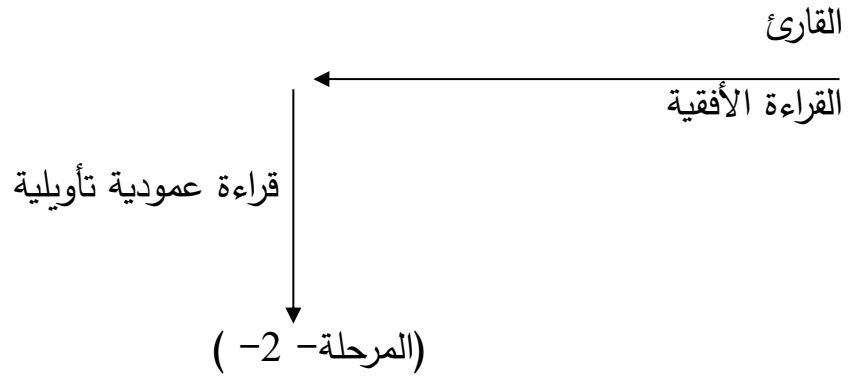 القارئ
القراءة الأفقية
قراءة عمودية تأويلية
(المرحلة- 2- )